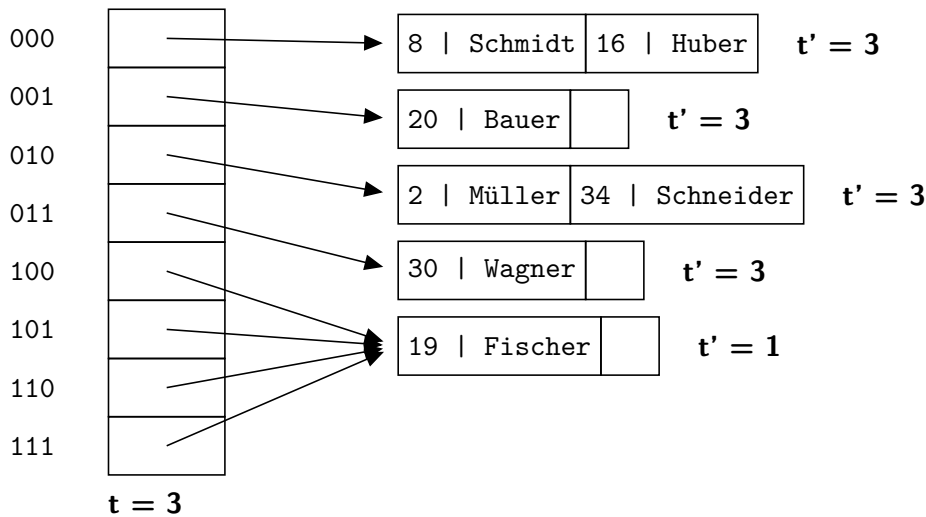 000
8 | Schmidt 16 | Huber t' = 3
001
20 | Bauer t' = 3
010
2 | Müller 34 | Schneider t' = 3
011
30 | Wagner t' = 3
100
101
19 | Fischer t' = 1
110
111
t = 3